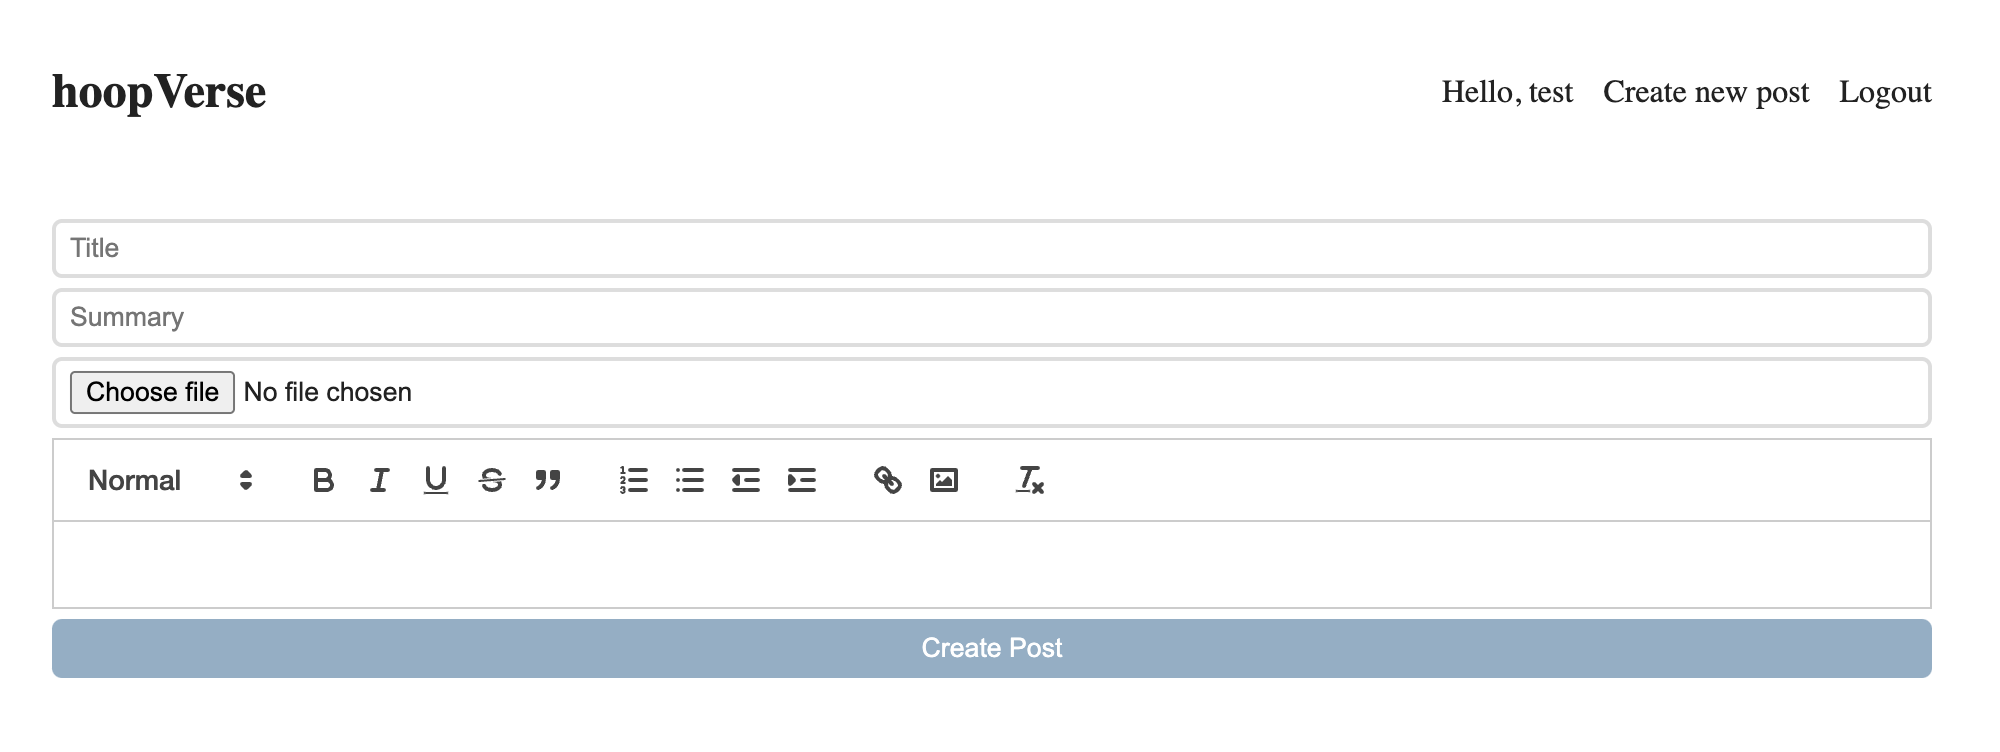 hoopVerse
Hello, test Create new post Logout
Title
Summary
Choose file No file chosen
Normal
Create Post